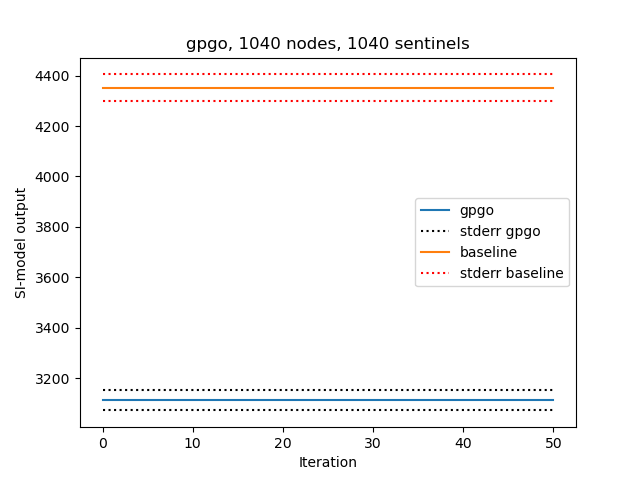 gpgo, 1040 nodes, 1040 sentinels
SI-model output
4400
4200
4000
3800
3600
3400
3200
gpgo
stderr gpgo
baseline
stderr baseline
0 10 20 30 40 50
Iteration